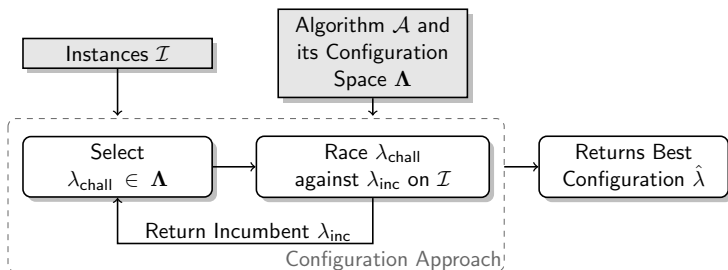 Instances ℐ
Algorithm 𝒜 and
its Configuration
Space Λ
Select
λchall ∈ Λ
Race λchall
against λinc on ℐ
Returns Best
Configuration λ̂
Return Incumbent λinc
Configuration Approach